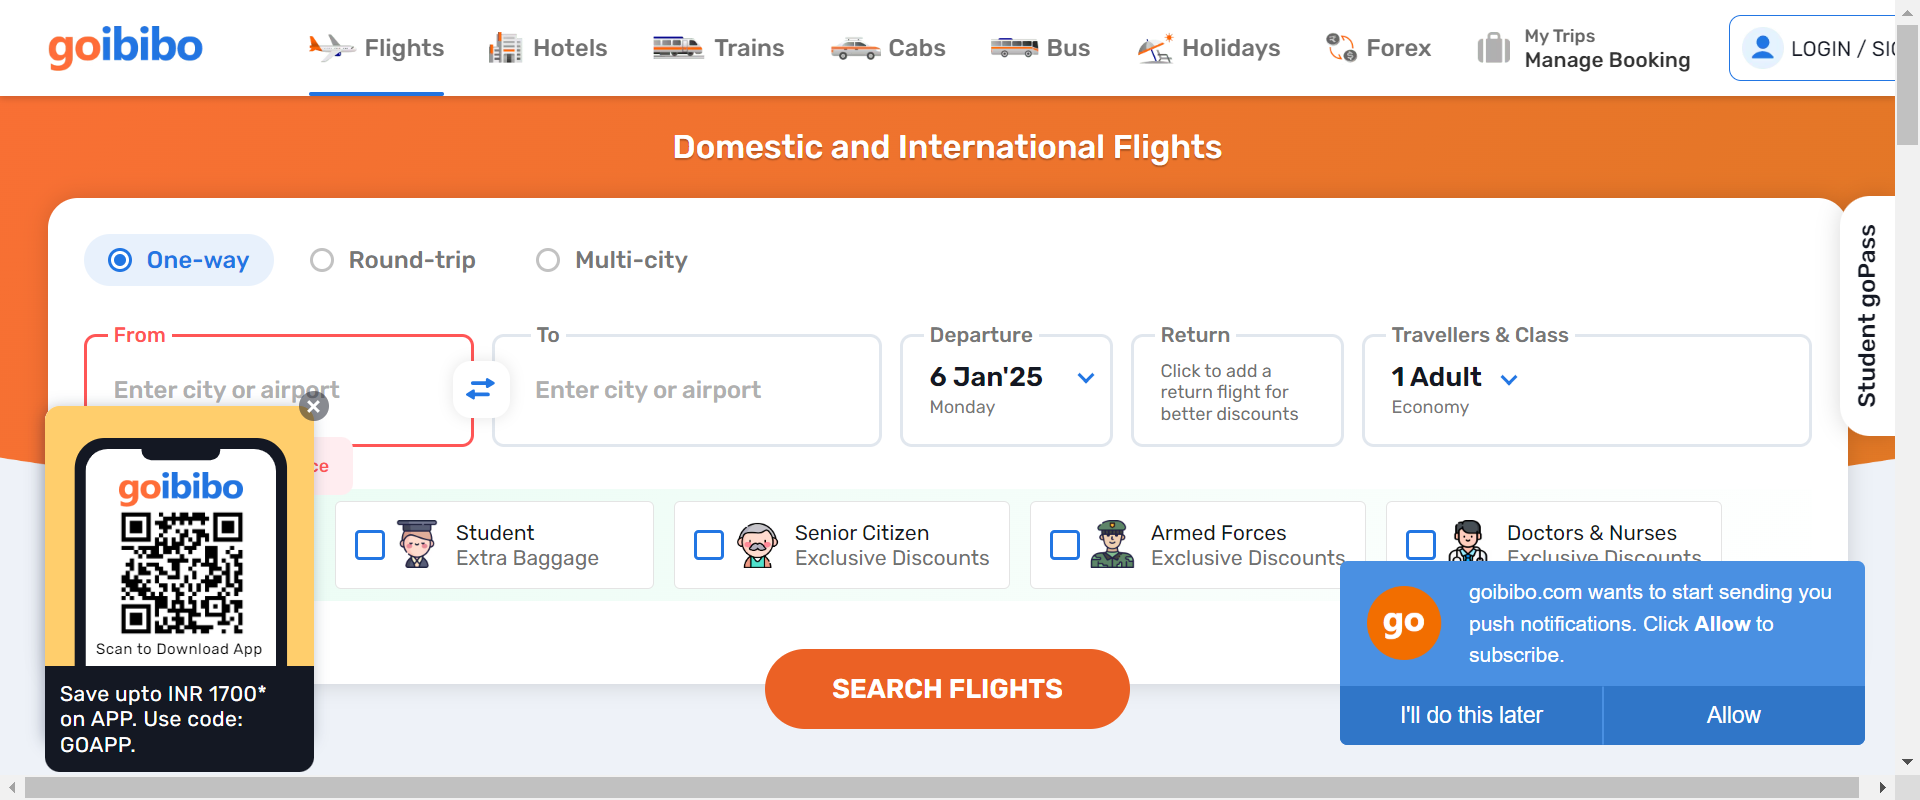 goibibo
Flights
Hotels
Trains
Cabs
Bus
Holidays
Forex
My Trips
Manage Booking
LOGIN / SIG
Domestic and International Flights
Student goPass
One-way
Round-trip
Multi-city
From
Enter city or airport
To
Enter city or airport
Departure
6 Jan'25
Monday
Return
Click to add a
return flight for
better discounts
Travellers & Class
1 Adult
Economy
ce
Student
Extra Baggage
Senior Citizen
Exclusive Discounts
Armed Forces
Exclusive Discounts
Doctors & Nurses
Exclusive Discounts
goibibo
Scan to Download App
Save upto INR 1700*
on APP. Use code:
GOAPP.
SEARCH FLIGHTS
go
goibibo.com wants to start sending you
push notifications. Click Allow to
subscribe.
I'll do this later
Allow